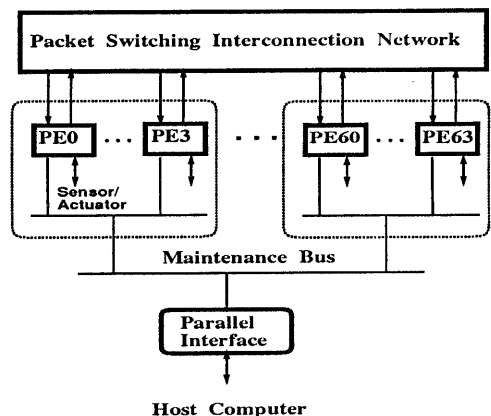 Packet Switching Interconnection Network
PE0 ... PE3 ... PE60 ... PE63
Sensor/
Actuator
Maintenance Bus
Parallel
Interface
Host Computer